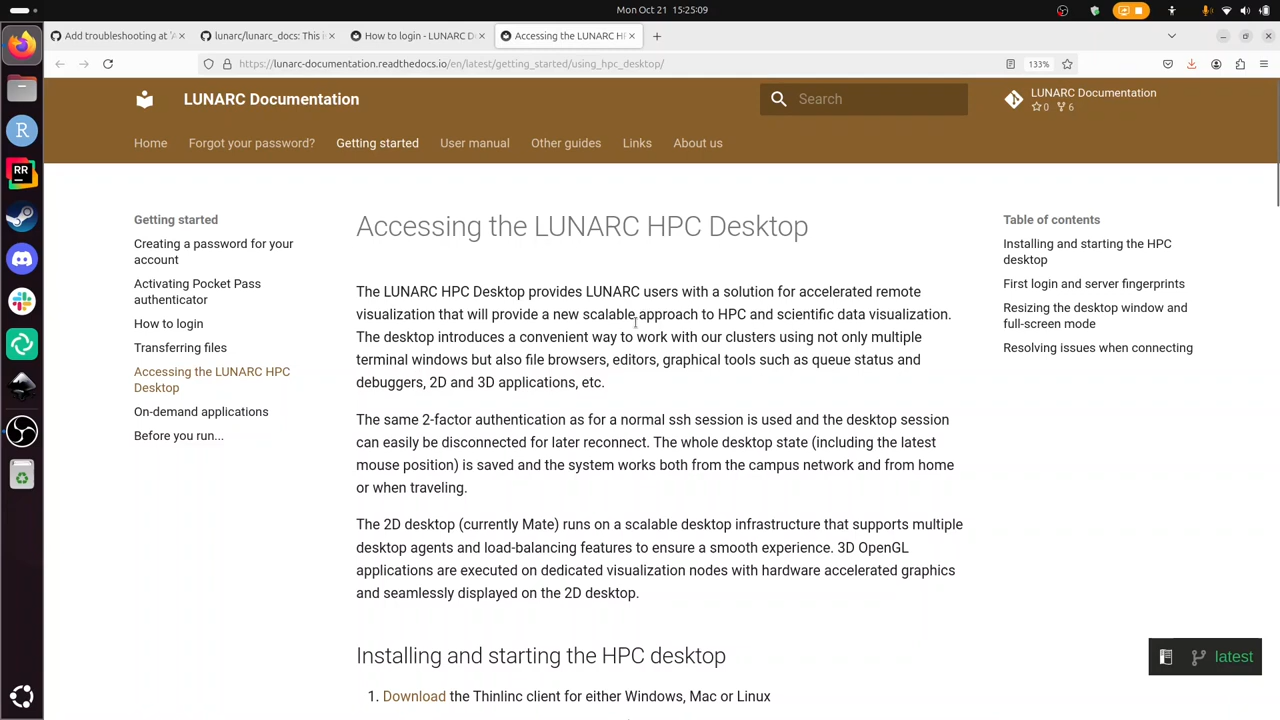 Mon Oct 21 15:25:09
Add troubleshooting at 'A
lunarc/lunarc_docs: This i
How to login - LUNARC D
Accessing the LUNARC H
https://lunarc-documentation.readthedocs.io/en/latest/getting_started/using_hpc_desktop/
133%
LUNARC Documentation
Search
LUNARC Documentation
0 6
Home Forgot your password? Getting started User manual Other guides Links About us
Getting started
Creating a password for your
account
Activating Pocket Pass
authenticator
How to login
Transferring files
Accessing the LUNARC HPC
Desktop
On-demand applications
Before you run...
Accessing the LUNARC HPC Desktop
The LUNARC HPC Desktop provides LUNARC users with a solution for accelerated remote
visualization that will provide a new scalable approach to HPC and scientific data visualization.
The desktop introduces a convenient way to work with our clusters using not only multiple
terminal windows but also file browsers, editors, graphical tools such as queue status and
debuggers, 2D and 3D applications, etc.
The same 2-factor authentication as for a normal ssh session is used and the desktop session
can easily be disconnected for later reconnect. The whole desktop state (including the latest
mouse position) is saved and the system works both from the campus network and from home
or when traveling.
The 2D desktop (currently Mate) runs on a scalable desktop infrastructure that supports multiple
desktop agents and load-balancing features to ensure a smooth experience. 3D OpenGL
applications are executed on dedicated visualization nodes with hardware accelerated graphics
and seamlessly displayed on the 2D desktop.
Installing and starting the HPC desktop
1. Download the Thinlinc client for either Windows, Mac or Linux
Table of contents
Installing and starting the HPC
desktop
First login and server fingerprints
Resizing the desktop window and
full-screen mode
Resolving issues when connecting
latest
R
RR